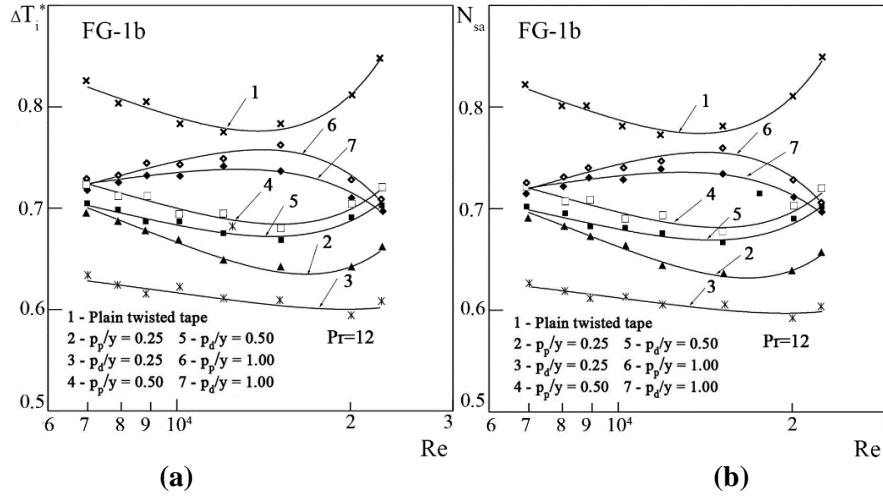 ΔT_i^*
FG-1b
1
6
7
4
5
2
3
0.8
0.7
0.6
0.5
1 - Plain twisted tape
2 - p_p/y = 0.25 5 - p_d/y = 0.50
3 - p_d/y = 0.25 6 - p_p/y = 1.00
4 - p_p/y = 0.50 7 - p_d/y = 1.00
Pr=12
6 7 8 9 10⁴ 2 3
Re
(a)
N_sa
FG-1b
1
6
7
4
5
2
3
0.8
0.7
0.6
0.5
1 - Plain twisted tape
2 - p_p/y = 0.25 5 - p_d/y = 0.50
3 - p_d/y = 0.25 6 - p_p/y = 1.00
4 - p_p/y = 0.50 7 - p_d/y = 1.00
Pr=12
6 7 8 9 10⁴ 2
Re
(b)